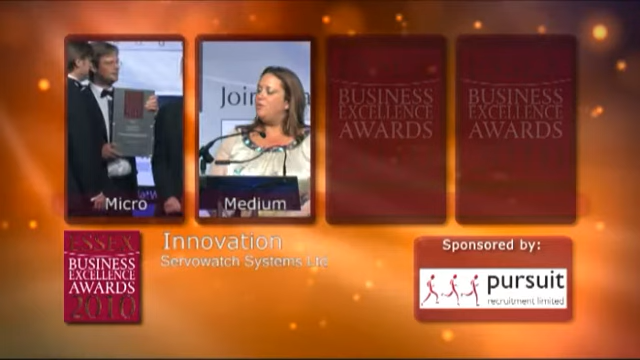 Join
Micro
Medium
BUSINESS
EXCELLENCE
AWARDS
BUSINESS
EXCELLENCE
AWARDS
ESSEX
BUSINESS
EXCELLENCE
AWARDS
2010
Innovation
Servowatch Systems Ltd
Sponsored by:
pursuit
recruitment limited